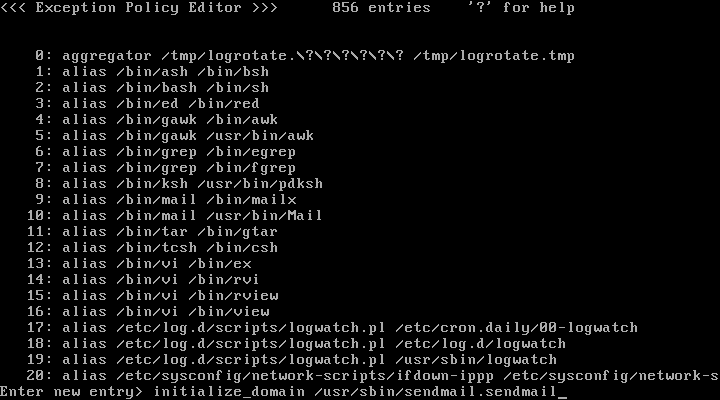 <<< Exception Policy Editor >>>      856 entries    '?' for help
0: aggregator /tmp/logrotate.\?\?\?\?\?\? /tmp/logrotate.tmp
1: alias /bin/ash /bin/bsh
2: alias /bin/bash /bin/sh
3: alias /bin/ed /bin/red
4: alias /bin/gawk /bin/awk
5: alias /bin/gawk /usr/bin/awk
6: alias /bin/grep /bin/egrep
7: alias /bin/grep /bin/fgrep
8: alias /bin/ksh /usr/bin/pdksh
9: alias /bin/mail /bin/mailx
10: alias /bin/mail /usr/bin/Mail
11: alias /bin/tar /bin/gtar
12: alias /bin/tcsh /bin/csh
13: alias /bin/vi /bin/ex
14: alias /bin/vi /bin/rvi
15: alias /bin/vi /bin/rview
16: alias /bin/vi /bin/view
17: alias /etc/log.d/scripts/logwatch.pl /etc/cron.daily/00-logwatch
18: alias /etc/log.d/scripts/logwatch.pl /etc/log.d/logwatch
19: alias /etc/log.d/scripts/logwatch.pl /usr/sbin/logwatch
20: alias /etc/sysconfig/network-scripts/ifdown-ippp /etc/sysconfig/network-s
Enter new entry> initialize_domain /usr/sbin/sendmail.sendmail_